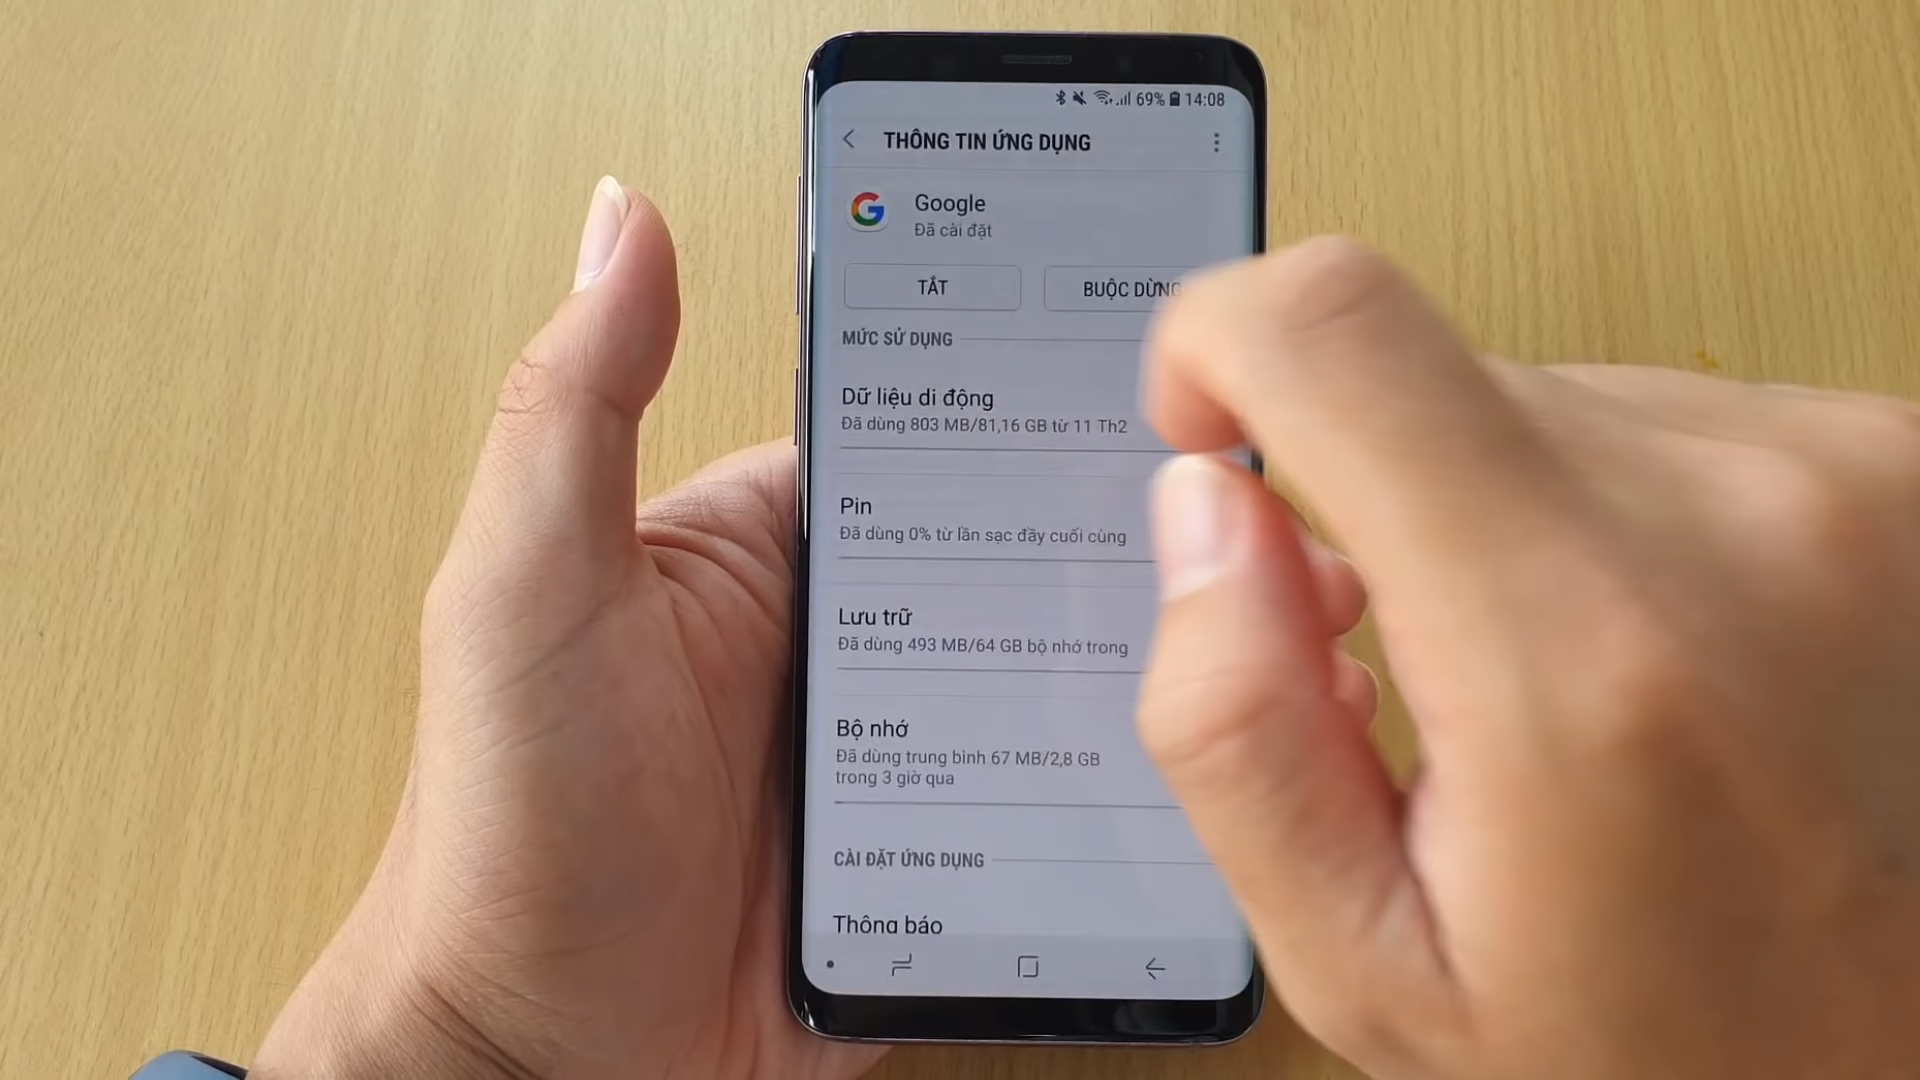 69% 14:08
THÔNG TIN ỨNG DỤNG
Google
Đã cài đặt
TẮT
BUỘC DỪNG
MỨC SỬ DỤNG
Dữ liệu di động
Đã dùng 803 MB/81,16 GB từ 11 Th2
Pin
Đã dùng 0% từ lần sạc đầy cuối cùng
Lưu trữ
Đã dùng 493 MB/64 GB bộ nhớ trong
Bộ nhớ
Đã dùng trung bình 67 MB/2,8 GB
trong 3 giờ qua
CÀI ĐẶT ỨNG DỤNG
Thông báo